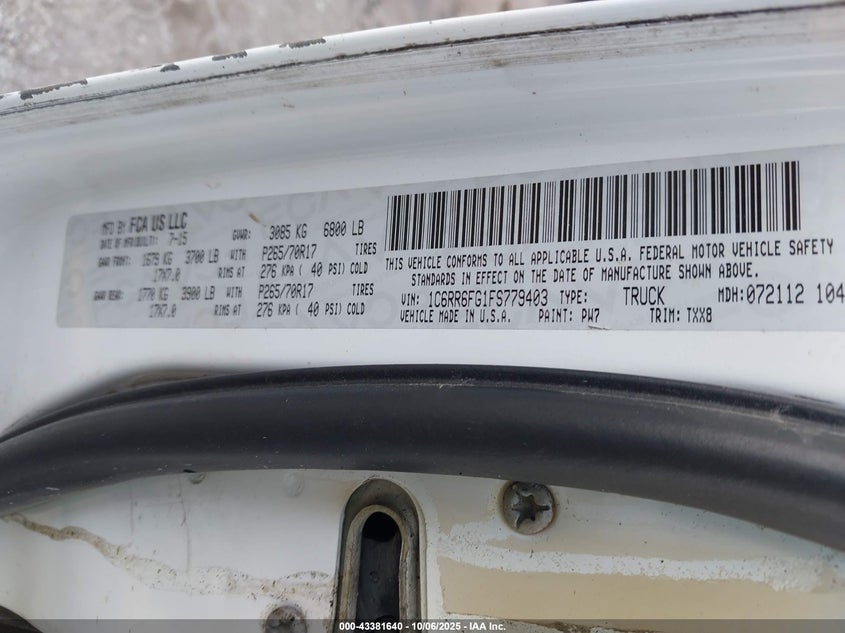 MFD BY FCA US LLC
DATE OF MFR(BUILT): 7-15 GVWR: 3085 KG 6800 LB
GAWR FRONT: 1679 KG 3700 LB WITH P265/70R17 TIRES
17X7.0 RIMS AT 276 KPA ( 40 PSI) COLD
GAWR REAR: 1770 KG 3900 LB WITH P265/70R17 TIRES
17X7.0 RIMS AT 276 KPA ( 40 PSI) COLD
THIS VEHICLE CONFORMS TO ALL APPLICABLE U.S.A. FEDERAL MOTOR VEHICLE SAFETY
STANDARDS IN EFFECT ON THE DATE OF MANUFACTURE SHOWN ABOVE.
VIN: 1C6RR6FG1FS779403 TYPE: TRUCK MDH:072112 104
VEHICLE MADE IN U.S.A. PAINT: PW7 TRIM: TXX8
000-43381640 - 10/06/2025 - IAA Inc.